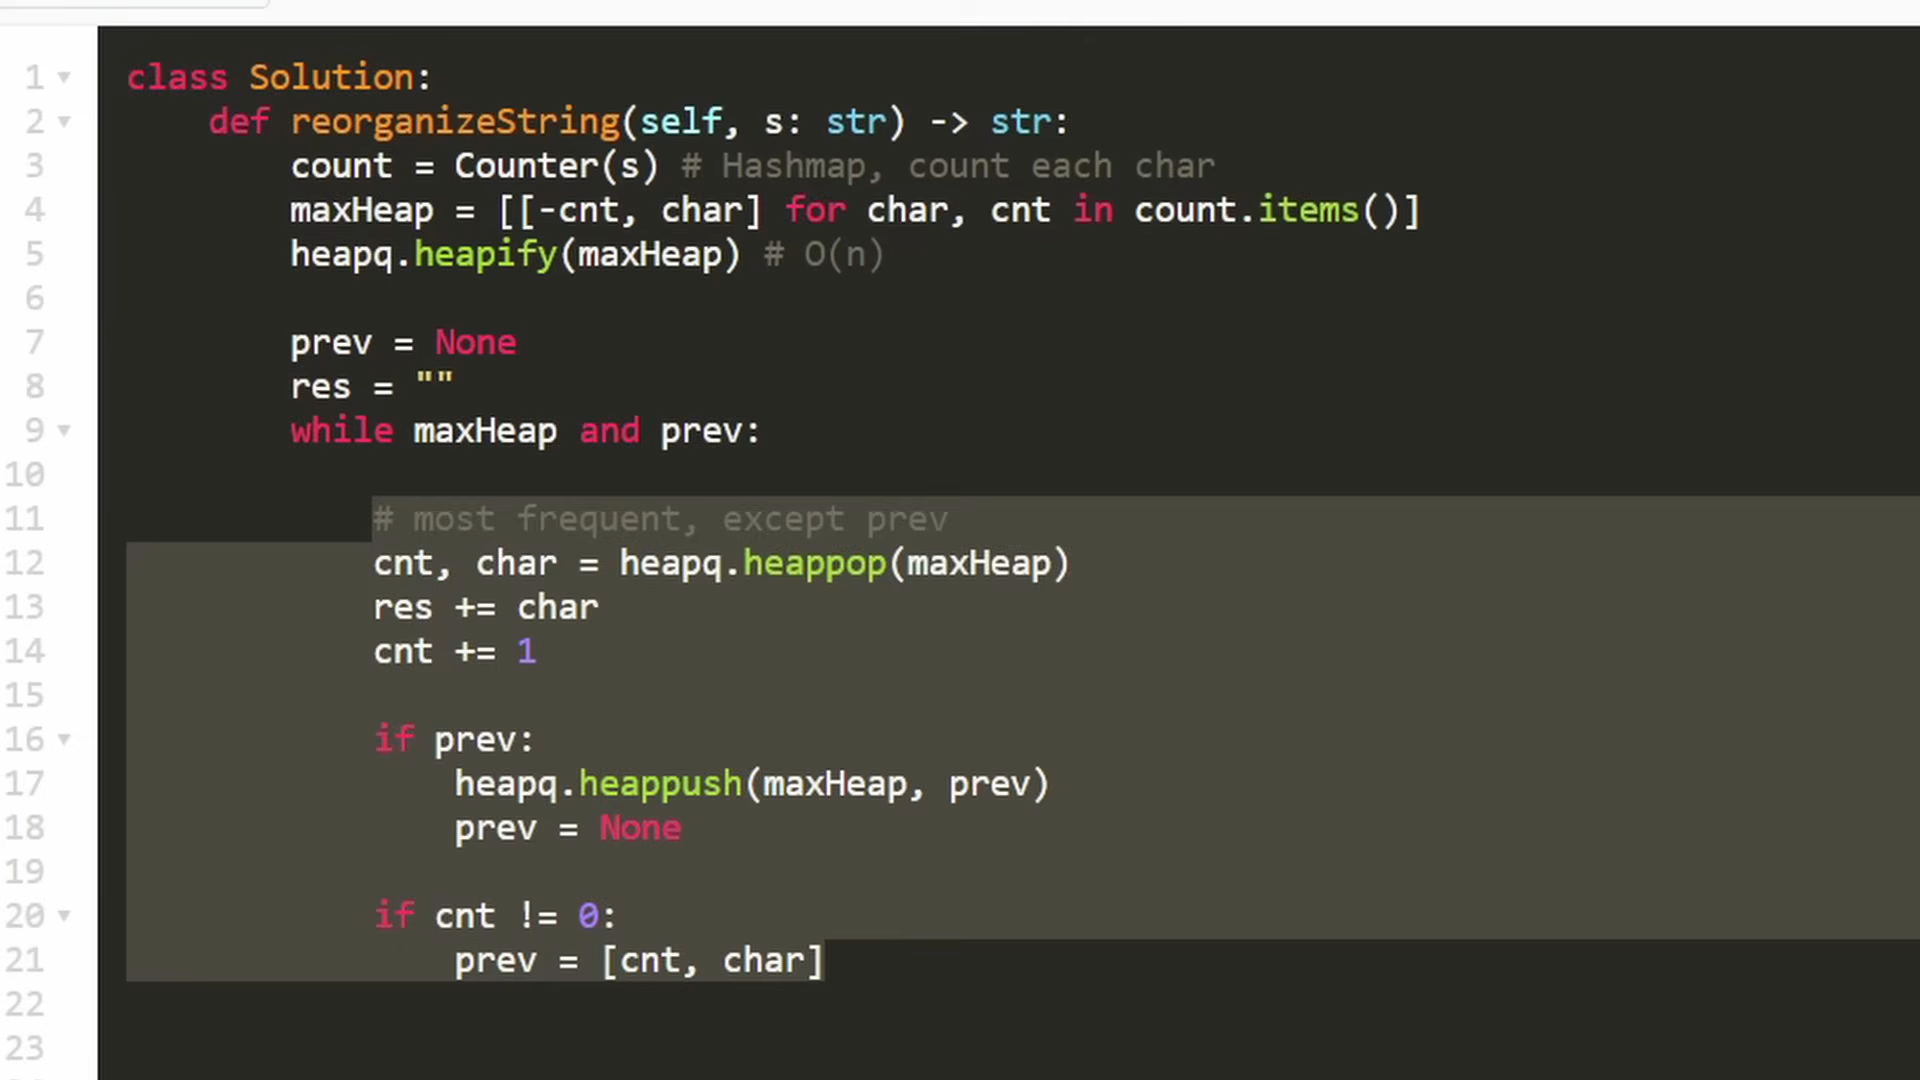 1 class Solution:
2 def reorganizeString(self, s: str) -> str:
3 count = Counter(s) # Hashmap, count each char
4 maxHeap = [[-cnt, char] for char, cnt in count.items()]
5 heapq.heapify(maxHeap) # O(n)
6
7 prev = None
8 res = ""
9 while maxHeap and prev:
10
11 # most frequent, except prev
12 cnt, char = heapq.heappop(maxHeap)
13 res += char
14 cnt += 1
15
16 if prev:
17 heapq.heappush(maxHeap, prev)
18 prev = None
19
20 if cnt != 0:
21 prev = [cnt, char]
22
23